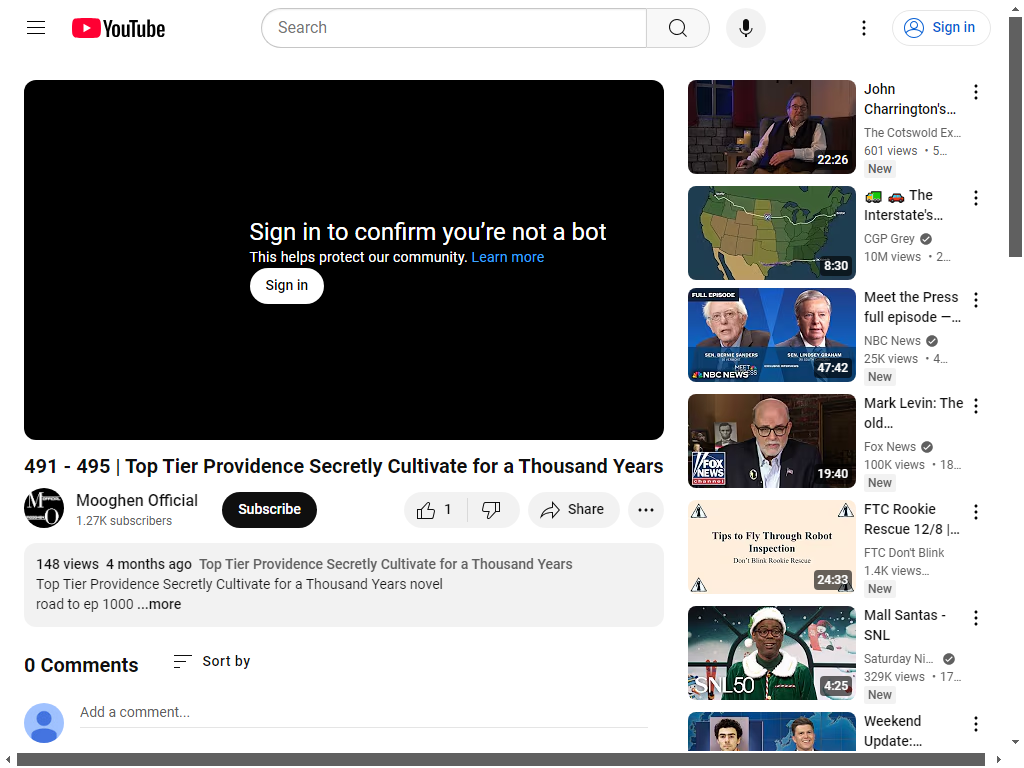 YouTube
Search
Sign in
Sign in to confirm you're not a bot
This helps protect our community. Learn more
Sign in
491 - 495 | Top Tier Providence Secretly Cultivate for a Thousand Years
Mooghen Official
1.27K subscribers
Subscribe
1
Share
148 views 4 months ago Top Tier Providence Secretly Cultivate for a Thousand Years
Top Tier Providence Secretly Cultivate for a Thousand Years novel
road to ep 1000 ...more
0 Comments
Sort by
Add a comment...
22:26
John
Charrington's…
The Cotswold Ex…
601 views • 5…
New
8:30
The
Interstate's…
CGP Grey
10M views • 2…
FULL EPISODE
SEN. BERNIE SANDERS
SEN. LINDSEY GRAHAM
MEET THE PRESS
NBC NEWS
47:42
Meet the Press
full episode —…
NBC News
25K views • 4…
New
FOX
NEWS
channel
19:40
Mark Levin: The
old…
Fox News
100K views • 18…
New
Tips to Fly Through Robot
Inspection
Don't Blink Rookie Rescue
24:33
FTC Rookie
Rescue 12/8 |…
FTC Don't Blink
1.4K views…
New
SNL50
4:25
Mall Santas -
SNL
Saturday Ni…
329K views • 17…
New
Weekend
Update:…